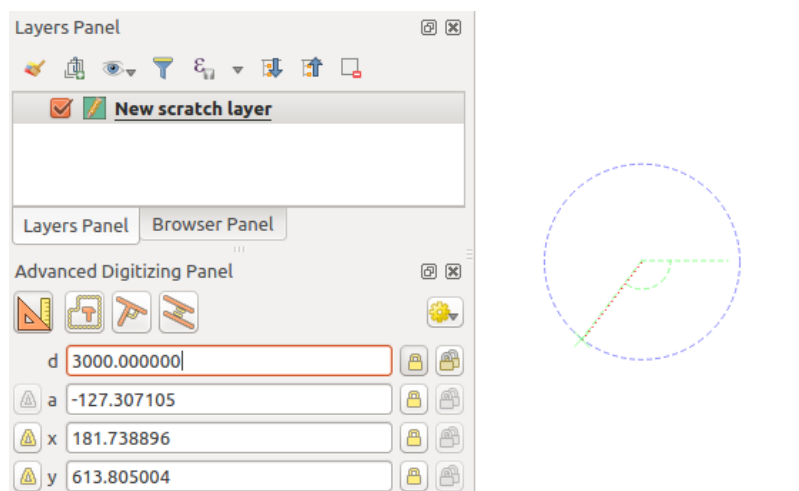 Layers Panel
New scratch layer
Layers Panel
Browser Panel
Advanced Digitizing Panel
d 3000.000000
a -127.307105
x 181.738896
y 613.805004